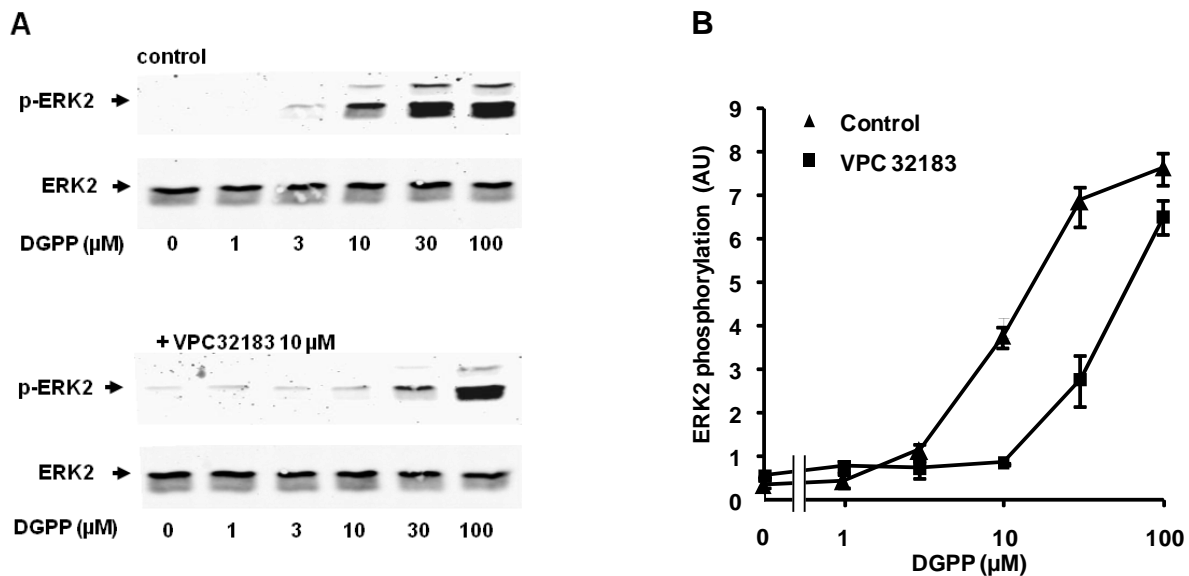 A
control
p-ERK2
ERK2
DGPP (µM) 0 1 3 10 30 100
+ VPC32183 10 µM
p-ERK2
ERK2
DGPP (µM) 0 1 3 10 30 100
B
ERK2 phosphorylation (AU)
9
8
7
6
5
4
3
2
1
0
Control
VPC 32183
0 1 10 100
DGPP (µM)